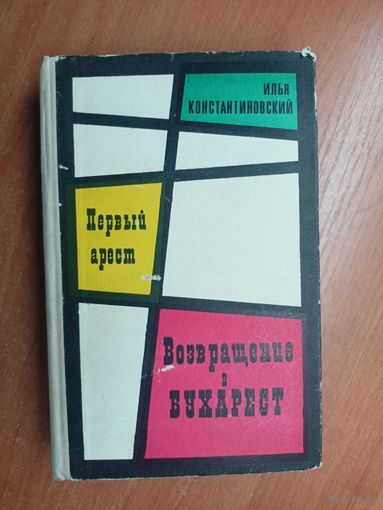 ИЛЬЯ
КОНСТАНТИНОВСКИЙ
Первый
арест
Возвращение
в
БУХАРЕСТ